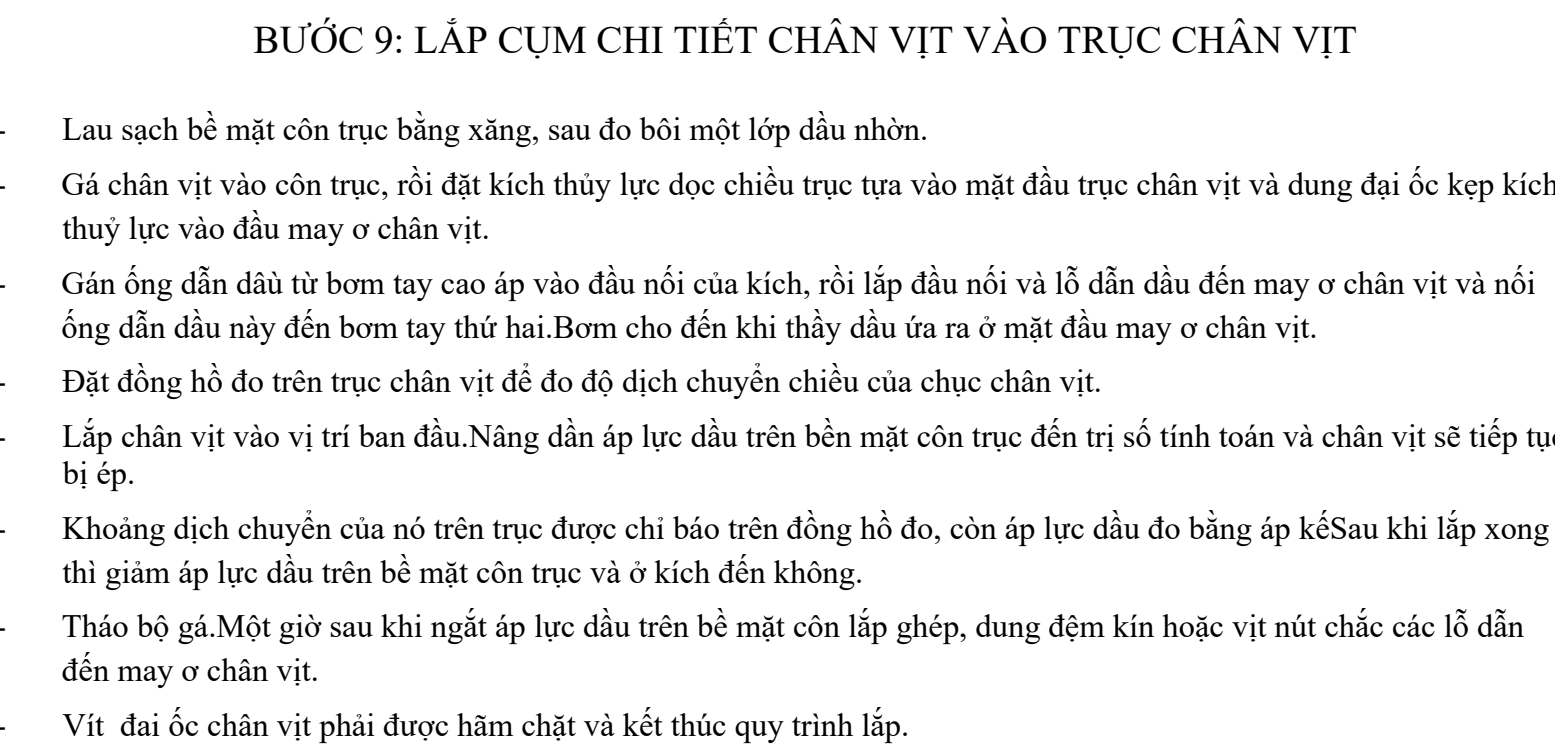 BƯỚC 9: LẮP CỤM CHI TIẾT CHÂN VỊT VÀO TRỤC CHÂN VỊT
- Lau sạch bề mặt côn trục bằng xăng, sau đo bôi một lớp dầu nhờn.
- Gá chân vịt vào côn trục, rồi đặt kích thủy lực dọc chiều trục tựa vào mặt đầu trục chân vịt và dung đại ốc kẹp kích
thuỷ lực vào đầu may ơ chân vịt.
- Gán ống dẫn dâù từ bơm tay cao áp vào đầu nối của kích, rồi lắp đầu nối và lỗ dẫn dầu đến may ơ chân vịt và nối
ống dẫn dầu này đến bơm tay thứ hai.Bơm cho đến khi thầy dầu ứa ra ở mặt đầu may ơ chân vịt.
- Đặt đồng hồ đo trên trục chân vịt để đo độ dịch chuyển chiều của chục chân vịt.
- Lắp chân vịt vào vị trí ban đầu.Nâng dần áp lực dầu trên bền mặt côn trục đến trị số tính toán và chân vịt sẽ tiếp tục
bị ép.
- Khoảng dịch chuyển của nó trên trục được chỉ báo trên đồng hồ đo, còn áp lực dầu đo bằng áp kếSau khi lắp xong
thì giảm áp lực dầu trên bề mặt côn trục và ở kích đến không.
- Tháo bộ gá.Một giờ sau khi ngắt áp lực dầu trên bề mặt côn lắp ghép, dung đệm kín hoặc vịt nút chắc các lỗ dẫn
đến may ơ chân vịt.
- Vít đai ốc chân vịt phải được hãm chặt và kết thúc quy trình lắp.